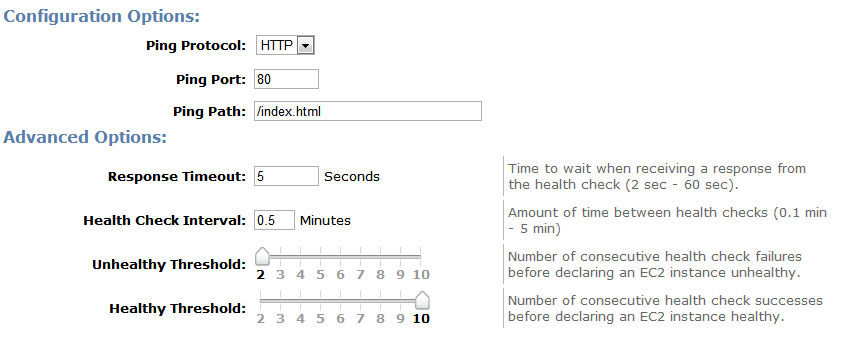 Configuration Options:
Ping Protocol: HTTP
Ping Port: 80
Ping Path: /index.html
Advanced Options:
Response Timeout: 5 Seconds
Time to wait when receiving a response from
the health check (2 sec - 60 sec).
Health Check Interval: 0.5 Minutes
Amount of time between health checks (0.1 min
- 5 min)
Unhealthy Threshold:
2 3 4 5 6 7 8 9 10
Number of consecutive health check failures
before declaring an EC2 instance unhealthy.
Healthy Threshold:
2 3 4 5 6 7 8 9 10
Number of consecutive health check successes
before declaring an EC2 instance healthy.